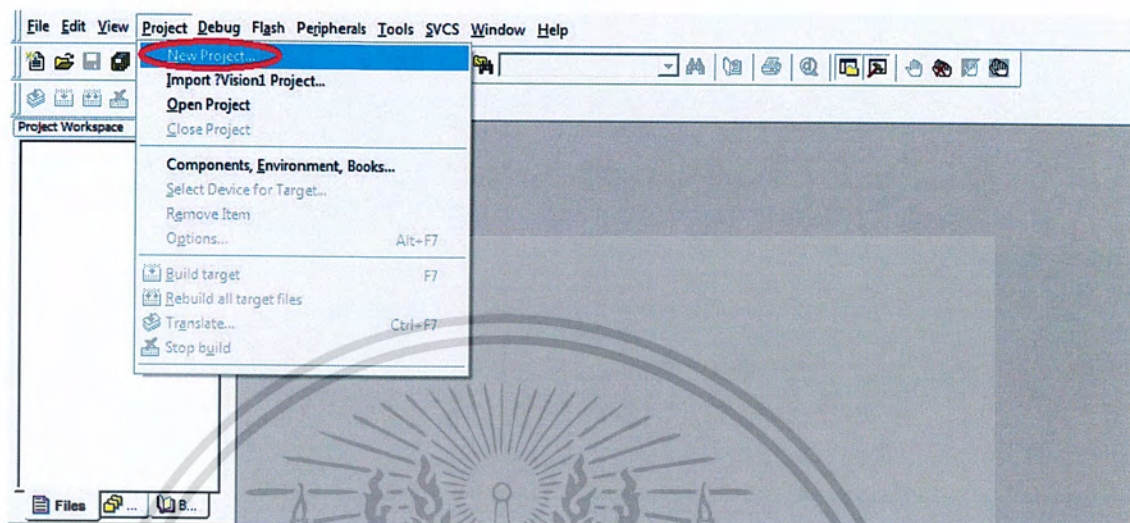 File Edit View Project Debug Flash Peripherals Tools SVCS Window Help
New Project...
Import ?Vision1 Project...
Open Project
Close Project
Project Workspace
Components, Environment, Books...
Select Device for Target...
Remove Item
Options... Alt+F7
Build target F7
Rebuild all target files
Translate... Ctrl+F7
Stop build
Files ... B...